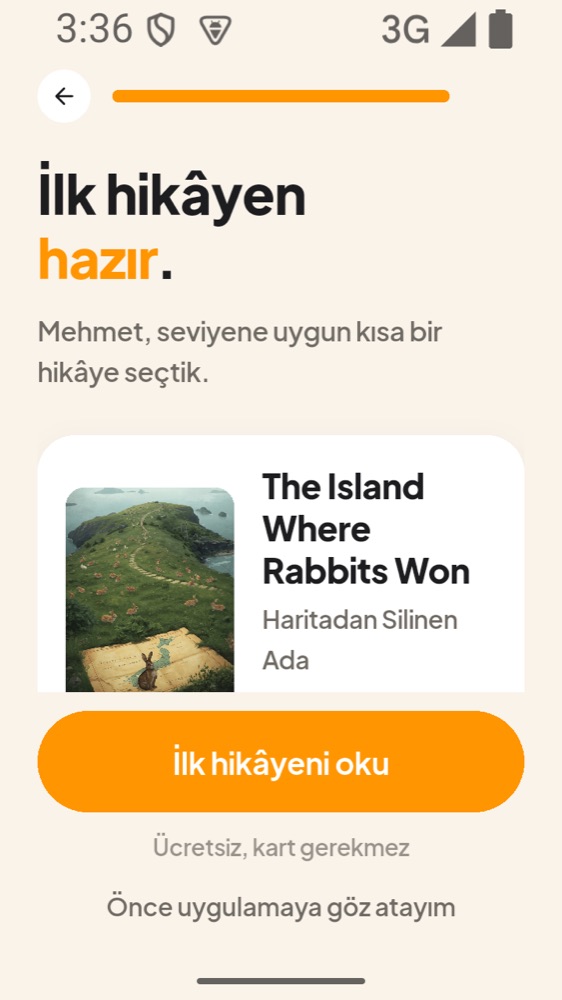 3:36
3G
İlk hikâyen
hazır.
Mehmet, seviyene uygun kısa bir
hikâye seçtik.
The Island
Where
Rabbits Won
Haritadan Silinen
Ada
İlk hikâyeni oku
Ücretsiz, kart gerekmez
Önce uygulamaya göz atayım